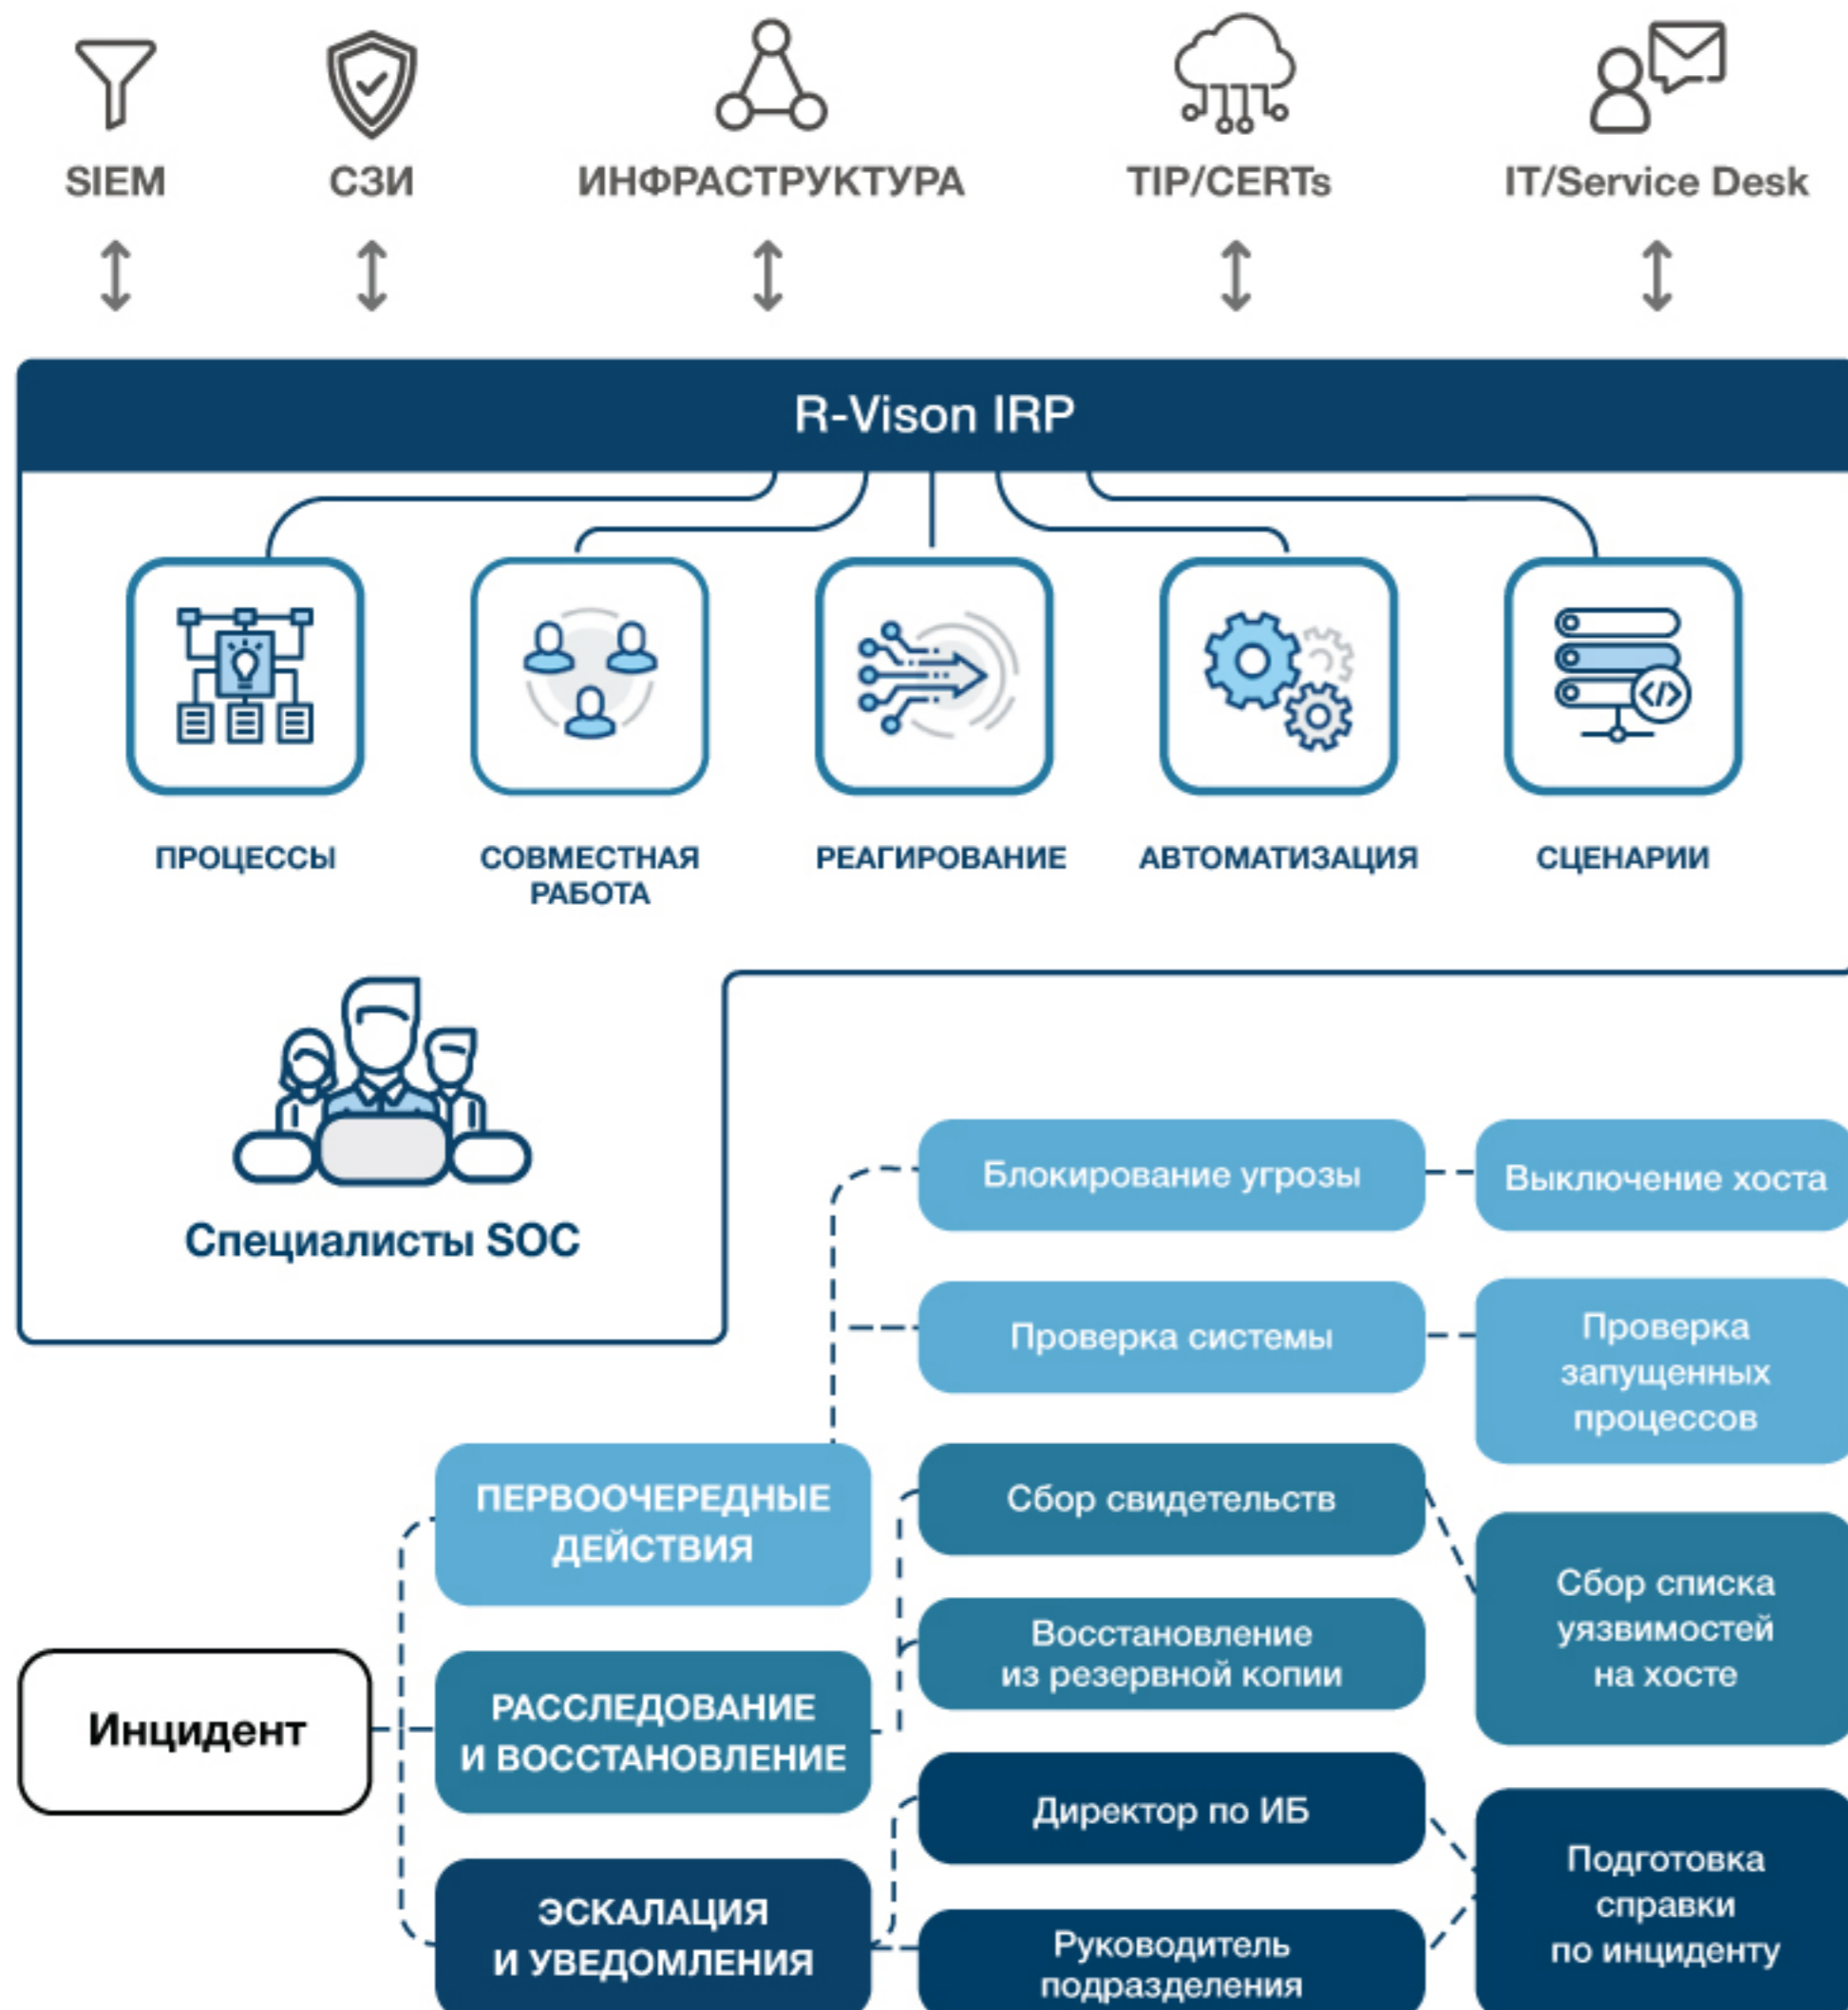 SIEM
СЗИ
ИНФРАСТРУКТУРА
TIP/CERTs
IT/Service Desk
R-Vison IRP
ПРОЦЕССЫ
СОВМЕСТНАЯ
РАБОТА
РЕАГИРОВАНИЕ
АВТОМАТИЗАЦИЯ
СЦЕНАРИИ
Специалисты SOC
Блокирование угрозы
Выключение хоста
Проверка системы
Проверка
запущенных
процессов
ПЕРВООЧЕРЕДНЫЕ
ДЕЙСТВИЯ
Сбор свидетельств
Сбор списка
уязвимостей
на хосте
Восстановление
из резервной копии
Инцидент
РАССЛЕДОВАНИЕ
И ВОССТАНОВЛЕНИЕ
Директор по ИБ
Подготовка
справки
по инциденту
ЭСКАЛАЦИЯ
И УВЕДОМЛЕНИЯ
Руководитель
подразделения